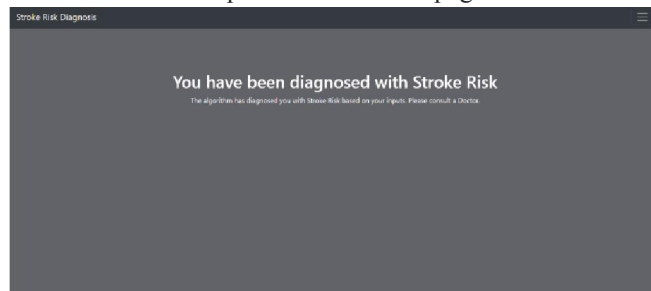 Stroke Risk Diagnosis
You have been diagnosed with Stroke Risk
The algorithm has diagnosed you with Stroke Risk based on your inputs. Please consult a Doctor.